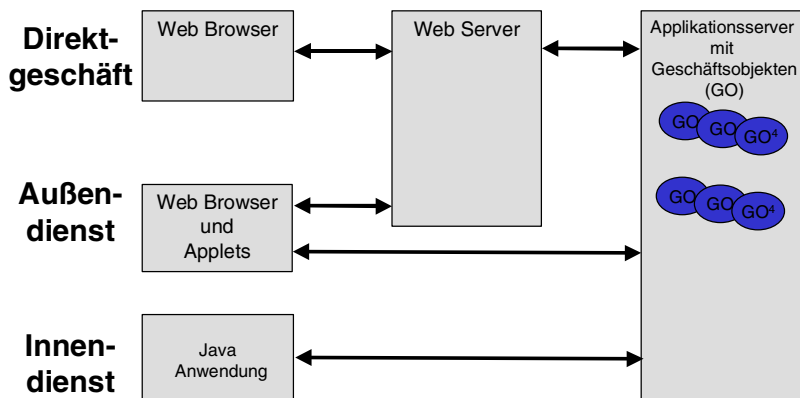 Direkt-
geschäft
Web Browser
Web Server
Applikationsserver
mit
Geschäftsobjekten
(GO)
GO GO GO⁴
GO GO GO⁴
Außen-
dienst
Web Browser
und
Applets
Innen-
dienst
Java
Anwendung